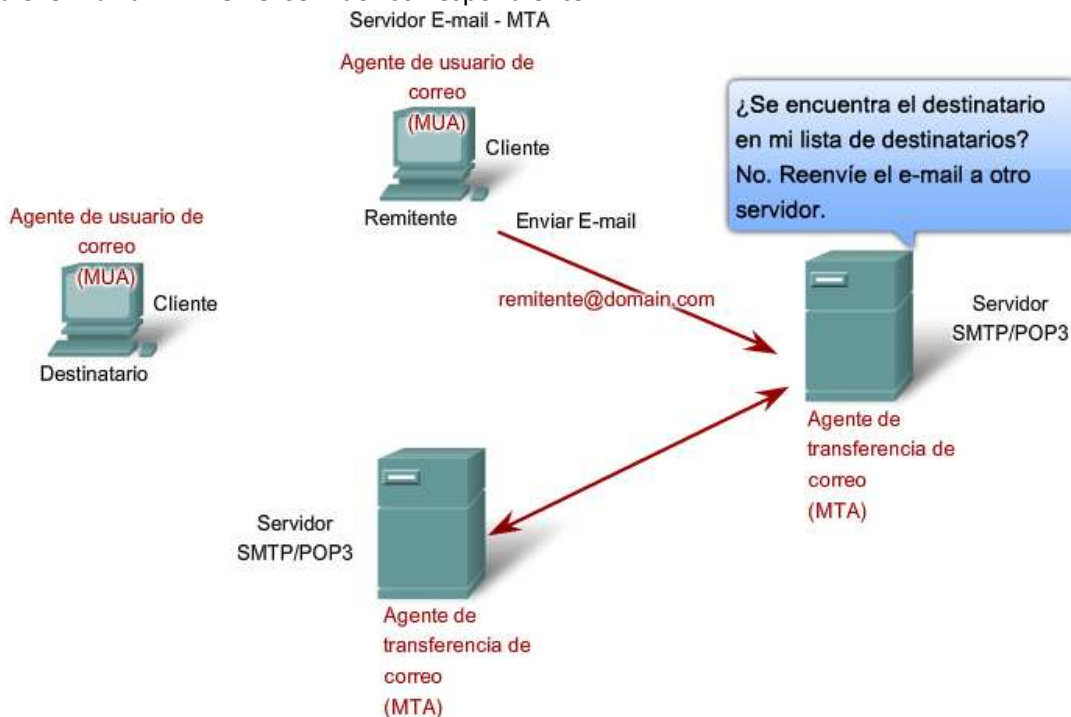 Servidor E-mail - MTA
Agente de usuario de
correo
(MUA)
Cliente
Remitente
Enviar E-mail
remitente@domain.com
¿Se encuentra el destinatario
en mi lista de destinatarios?
No. Reenvíe el e-mail a otro
servidor.
Agente de usuario de
correo
(MUA)
Cliente
Destinatario
Servidor
SMTP/POP3
Agente de
transferencia de
correo
(MTA)
Servidor
SMTP/POP3
Agente de
transferencia de
correo
(MTA)